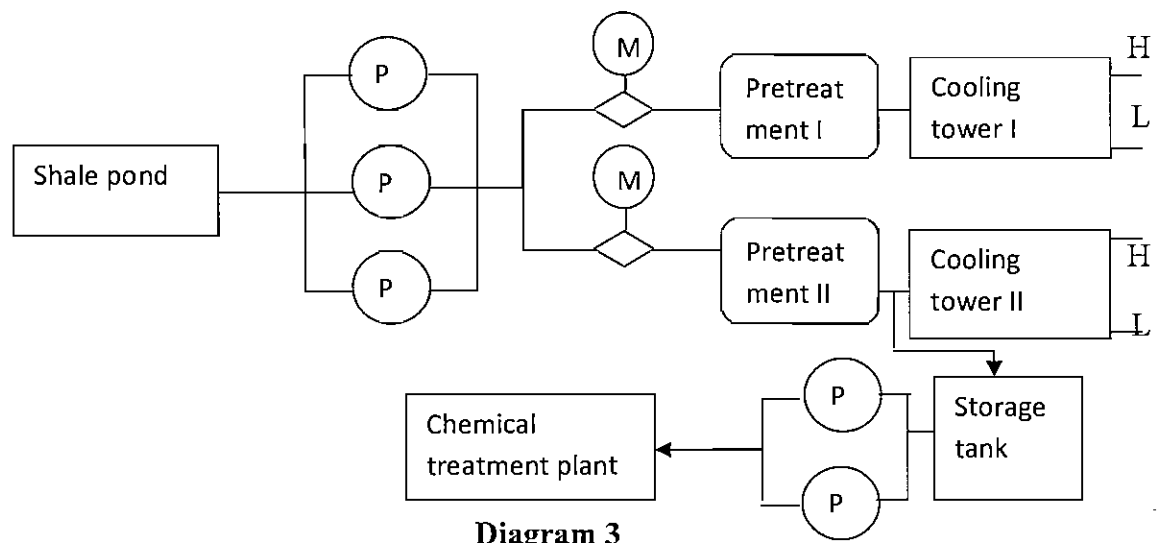 P
M
H
Pretreat
ment I
Cooling
tower I
L
Shale pond
P
M
P
Pretreat
ment II
Cooling
tower II
H
L
P
Chemical
treatment plant
Storage
tank
P
Diagram 3